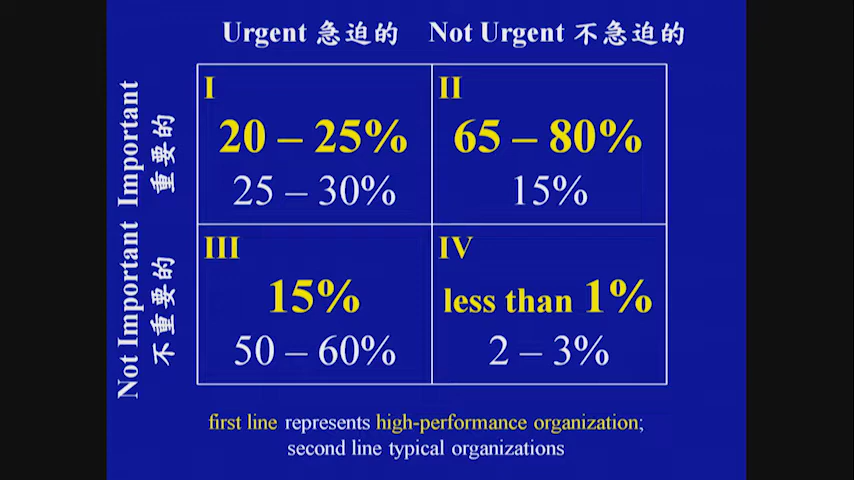 Urgent 急迫的 Not Urgent 不急迫的
Important 重要的
I
20 – 25%
25 – 30%
II
65 – 80%
15%
Not Important 不重要的
III
15%
50 – 60%
IV
less than 1%
2 – 3%
first line represents high-performance organization;
second line typical organizations